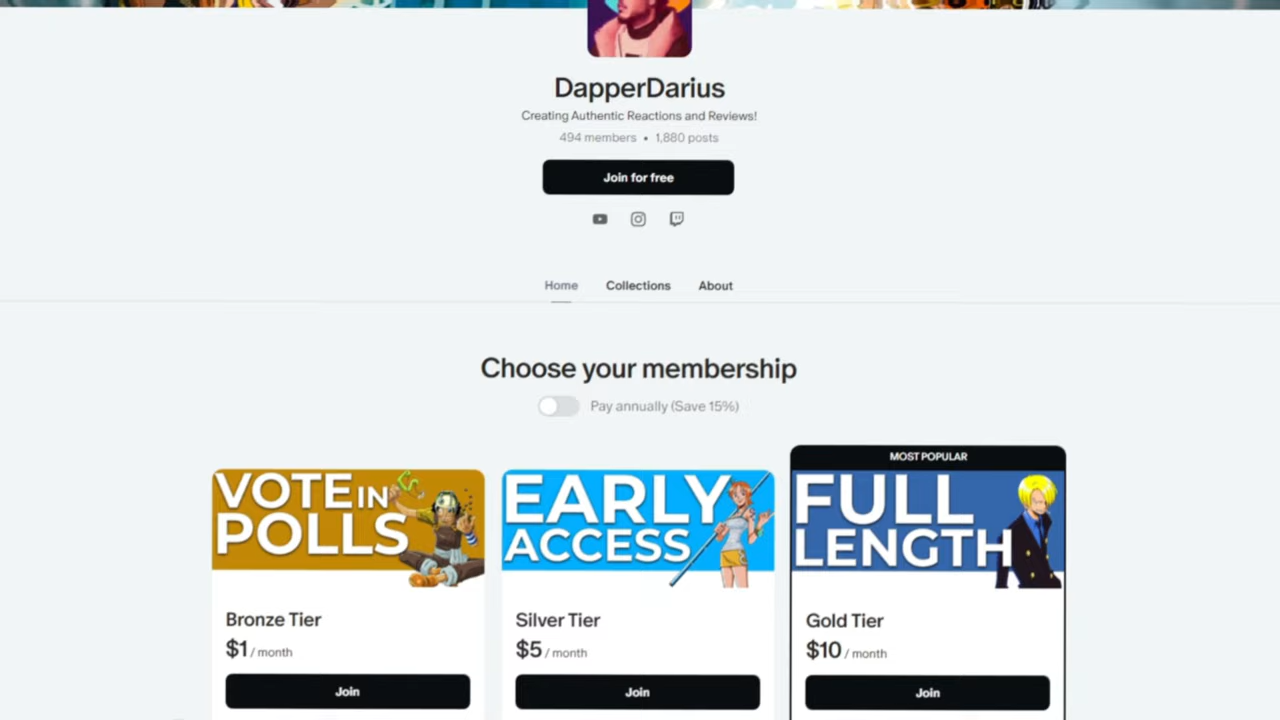 DapperDarius
Creating Authentic Reactions and Reviews!
494 members • 1,880 posts
Join for free
Home Collections About
Choose your membership
Pay annually (Save 15%)
MOST POPULAR
VOTE IN
POLLS
EARLY
ACCESS
FULL
LENGTH
Bronze Tier
$1 / month
Join
Silver Tier
$5 / month
Join
Gold Tier
$10 / month
Join